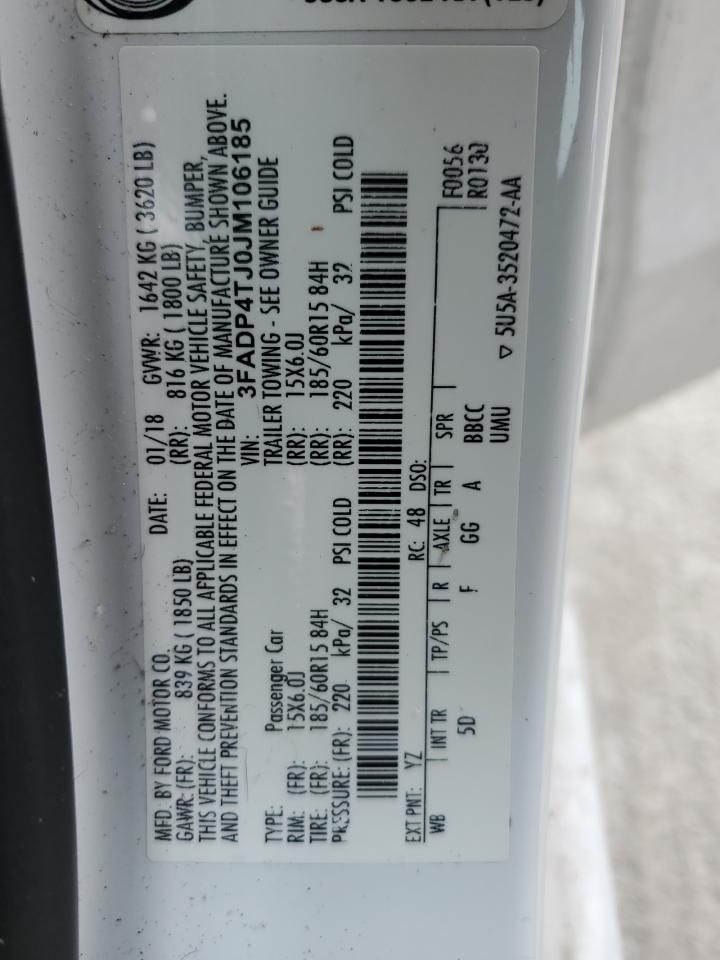 MFD. BY FORD MOTOR CO. DATE: 01/18 GVWR: 1642 KG ( 3620 LB)
GAWR: (FR): 839 KG ( 1850 LB) (RR): 816 KG ( 1800 LB)
THIS VEHICLE CONFORMS TO ALL APPLICABLE FEDERAL MOTOR VEHICLE SAFETY, BUMPER,
AND THEFT PREVENTION STANDARDS IN EFFECT ON THE DATE OF MANUFACTURE SHOWN ABOVE.
VIN: 3FADP4TJ0JM106185
TYPE: Passenger Car TRAILER TOWING - SEE OWNER GUIDE
RIM: (FR): 15X6.0J (RR): 15X6.0J
TIRE: (FR): 185/60R15 84H (RR): 185/60R15 84H
PRESSURE: (FR): 220 kPa/ 32 PSI COLD (RR): 220 kPa/ 32 PSI COLD
EXT PNT: YZ RC: 48 DSO: F0056
WB INT TR TP/PS R AXLE TR SPR R0130
5D F GG A BBCC
UMU
▽ 5U5A-3520472-AA